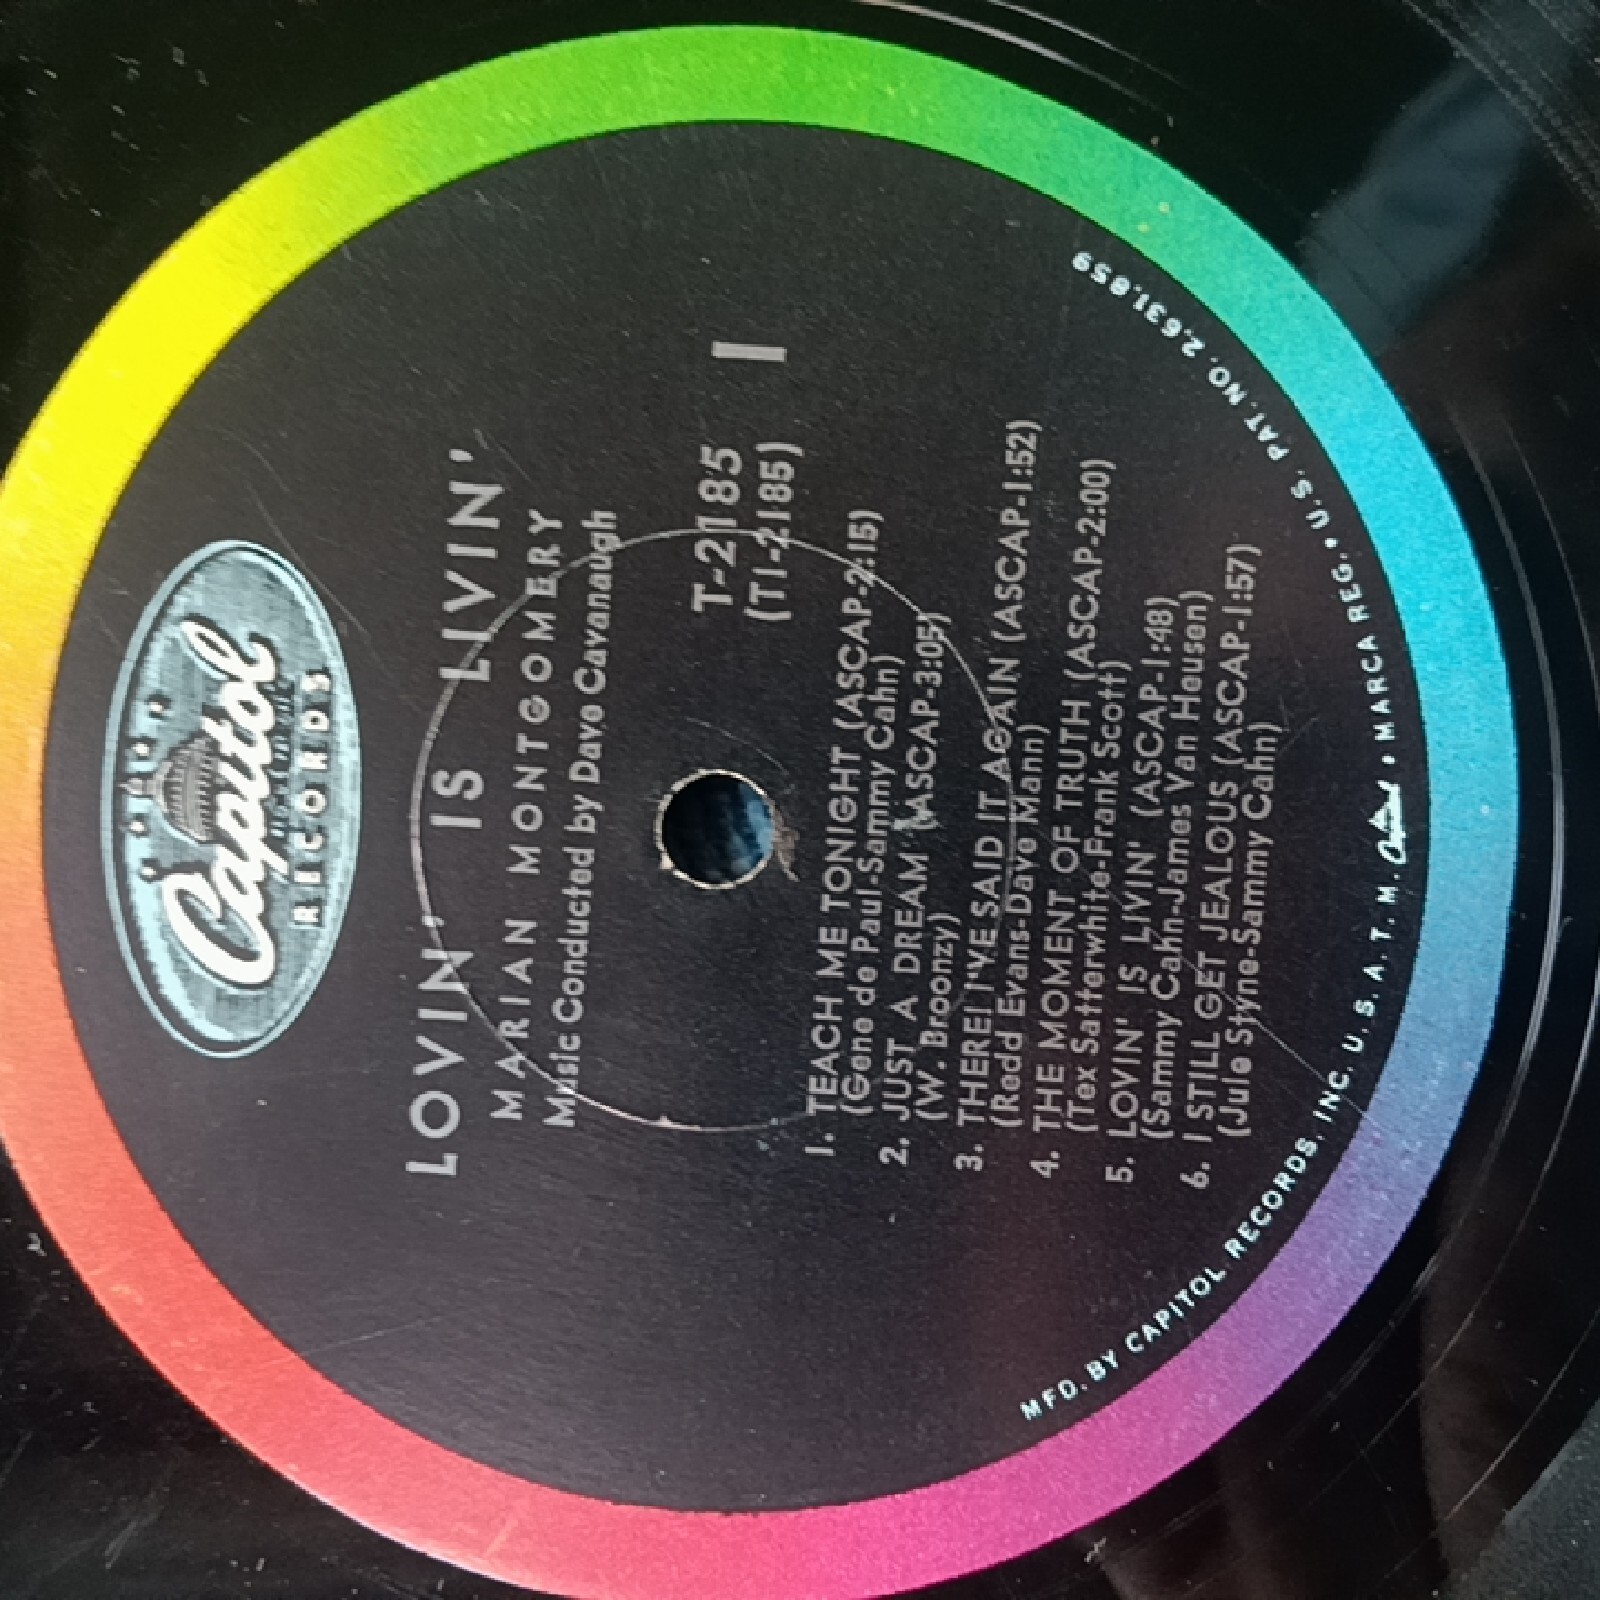 Capitol
RECORDS
LOVIN' IS LIVIN'
MARIAN MONTGOMERY
Music Conducted by Dave Cavanaugh
T-2185
(T1-2185)
1
1. TEACH ME TONIGHT (ASCAP-2:15)
(Gene de Paul-Sammy Cahn)
2. JUST A DREAM (ASCAP-3:05)
(W. Broonzy)
3. THERE! I'VE SAID IT AGAIN (ASCAP-1:52)
(Redd Evans-Dave Mann)
4. THE MOMENT OF TRUTH (ASCAP-2:00)
(Tex Satterwhite-Frank Scott)
5. LOVIN' IS LIVIN' (ASCAP-1:48)
(Sammy Cahn-James Van Heusen)
6. I STILL GET JEALOUS (ASCAP-1:57)
(Jule Styne-Sammy Cahn)
MFD. BY CAPITOL RECORDS, INC. U. S. A. T. M. Capitol • MARCA REG. • U.S. PAT. NO. 2,631,859